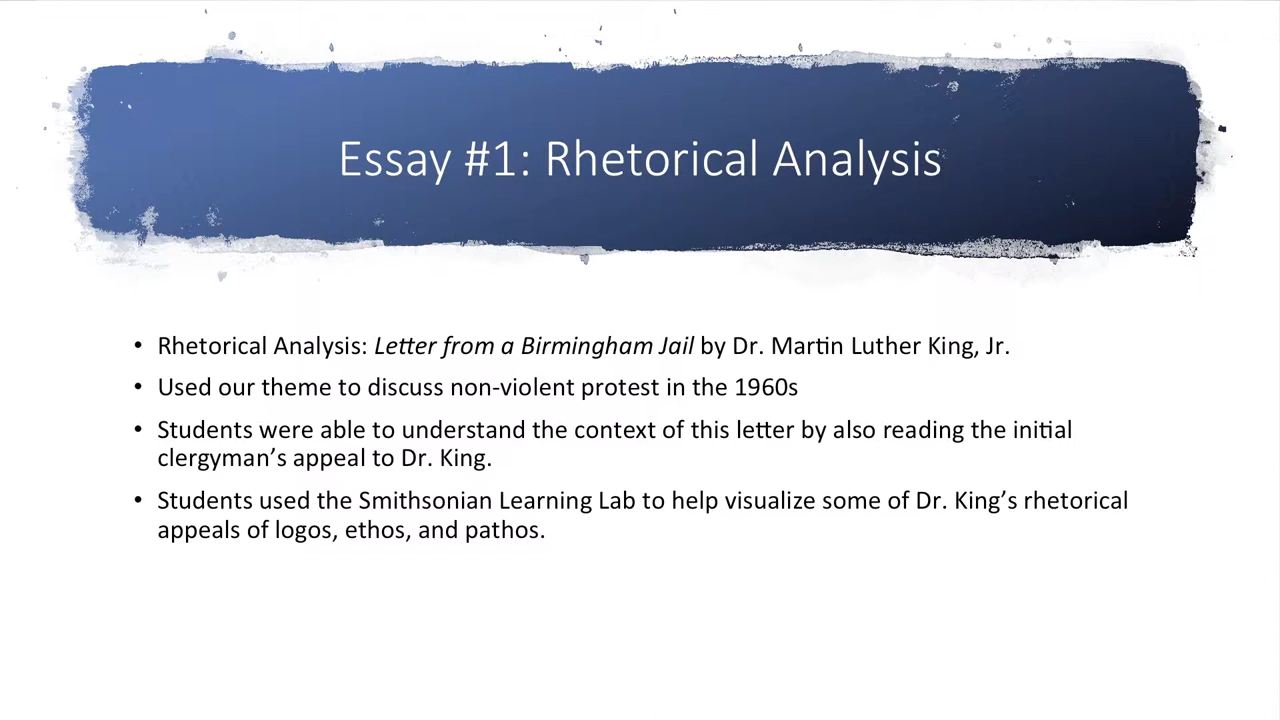 Essay #1: Rhetorical Analysis
• Rhetorical Analysis: Letter from a Birmingham Jail by Dr. Martin Luther King, Jr.
• Used our theme to discuss non-violent protest in the 1960s
• Students were able to understand the context of this letter by also reading the initial
clergyman’s appeal to Dr. King.
• Students used the Smithsonian Learning Lab to help visualize some of Dr. King’s rhetorical
appeals of logos, ethos, and pathos.